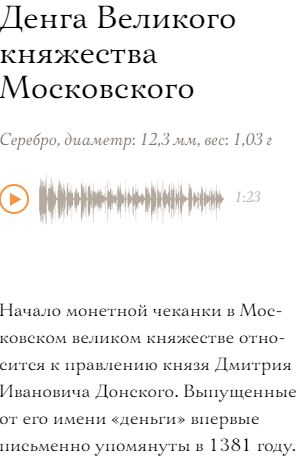 Денга Великого
княжества
Московского
Серебро, диаметр: 12,3 мм, вес: 1,03 г
1:23
Начало монетной чеканки в Мос-
ковском великом княжестве отно-
сится к правлению князя Дмитрия
Ивановича Донского. Выпущенные
от его имени «деньги» впервые
письменно упомянуты в 1381 году.